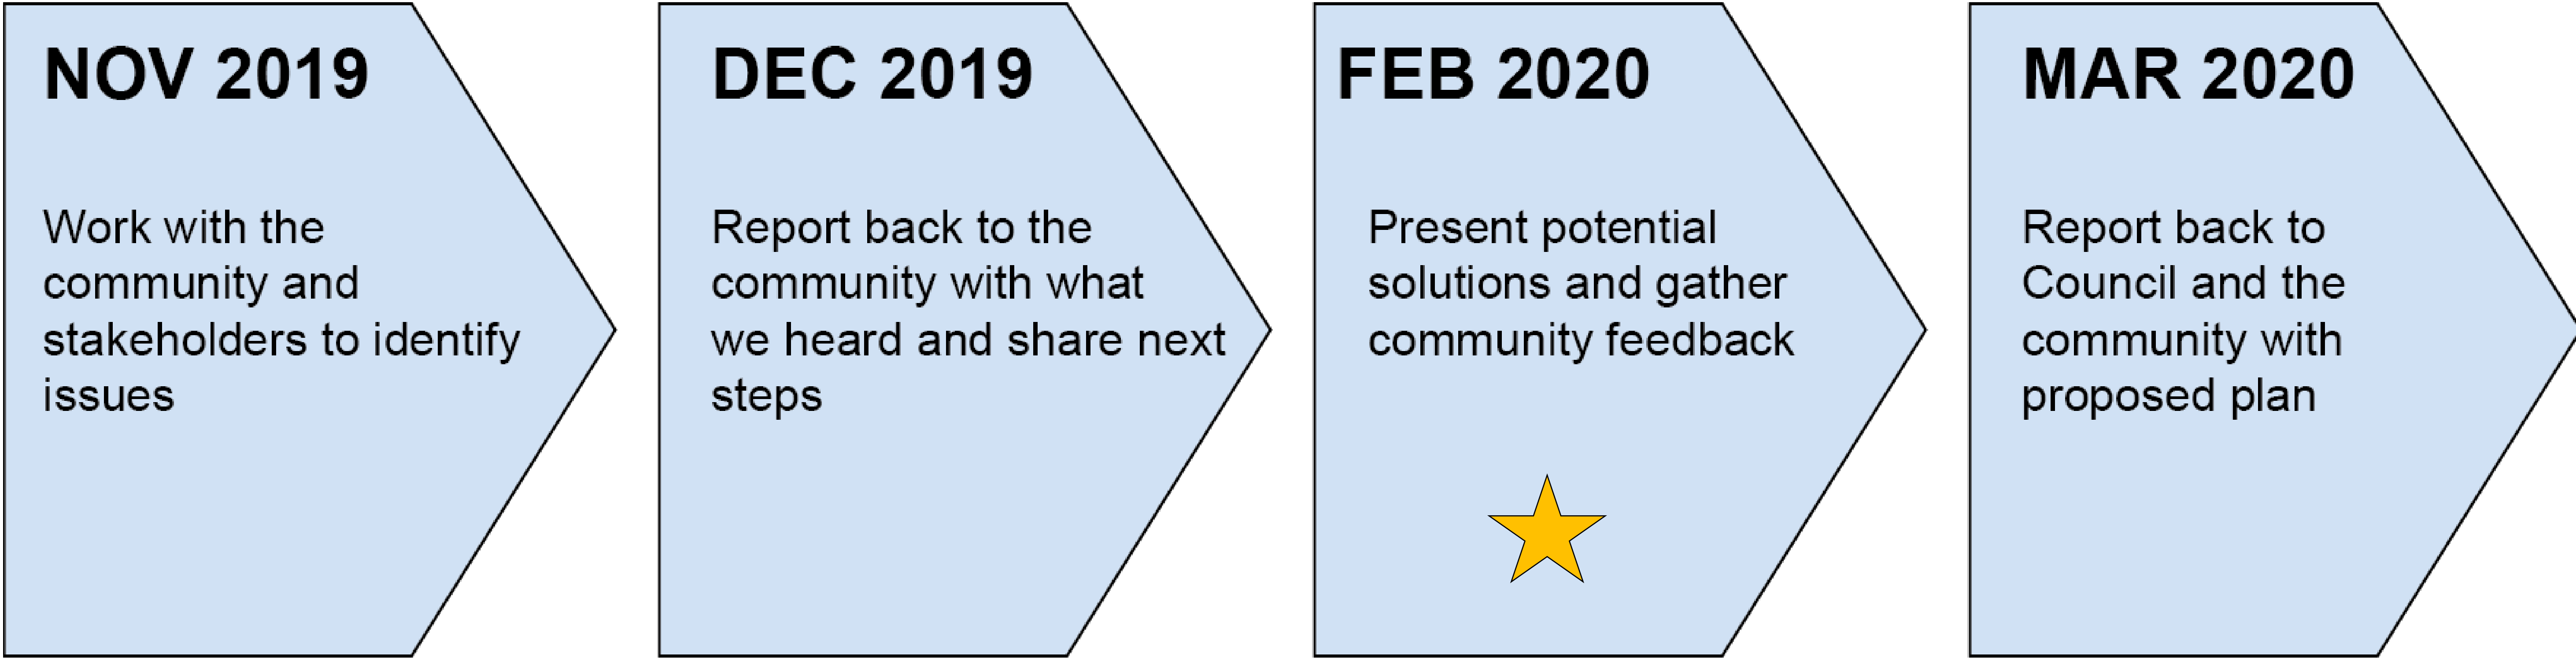 NOV 2019
Work with the
community and
stakeholders to identify
issues
DEC 2019
Report back to the
community with what
we heard and share next
steps
FEB 2020
Present potential
solutions and gather
community feedback
MAR 2020
Report back to
Council and the
community with
proposed plan